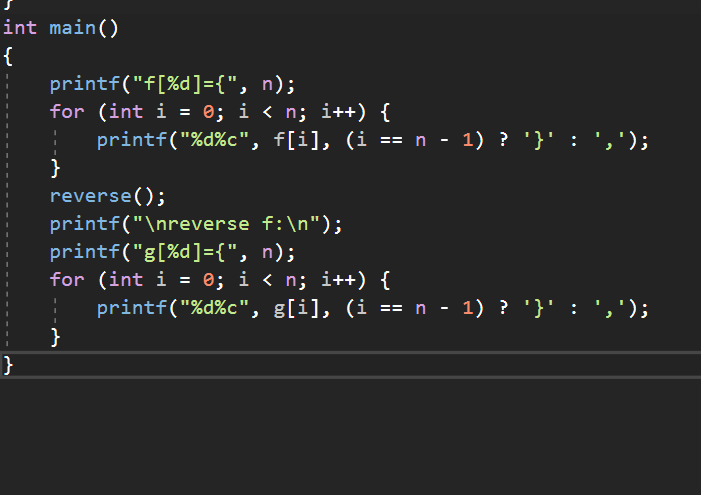 }
int main()
{
    printf("f[%d]={", n);
    for (int i = 0; i < n; i++) {
        printf("%d%c", f[i], (i == n - 1) ? '}' : ',');
    }
    reverse();
    printf("\nreverse f:\n");
    printf("g[%d]={", n);
    for (int i = 0; i < n; i++) {
        printf("%d%c", g[i], (i == n - 1) ? '}' : ',');
    }
}